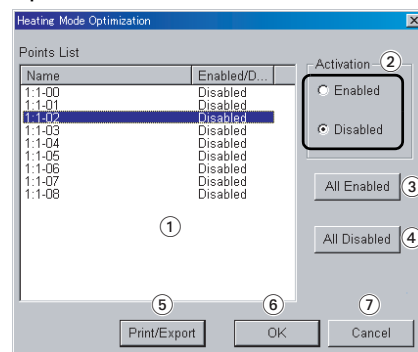 Heating Mode Optimization
Points List
Name Enabled/D...
1:1-00 Disabled
1:1-01 Disabled
1:1-02 Disabled
1:1-03 Disabled
1:1-04 Disabled
1:1-05 Disabled
1:1-06 Disabled
1:1-07 Disabled
1:1-08 Disabled
1
Activation 2
Enabled
Disabled
All Enabled 3
All Disabled 4
5 6 7
Print/Export OK Cancel